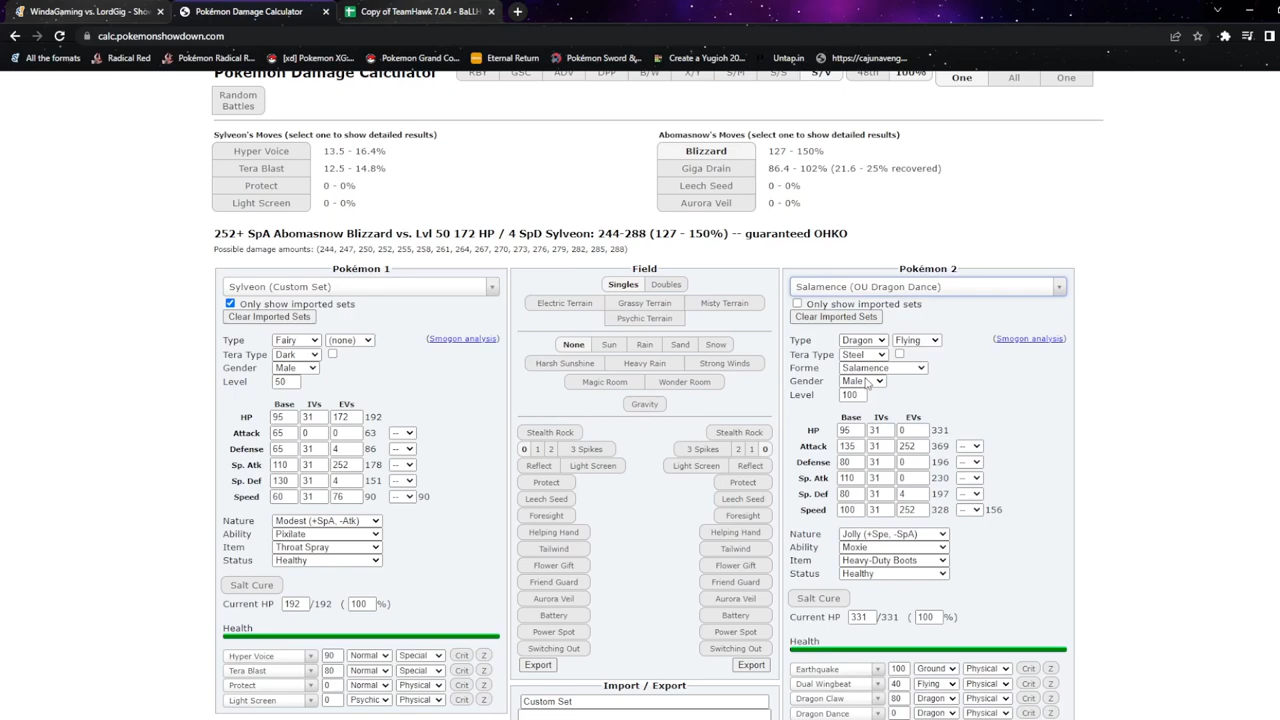 WindaGaming vs. LordGig - Sho
Pokémon Damage Calculator
Copy of TeamHawk 7.0.4 - BaLLH
calc.pokemonshowdown.com
All the formats
Radical Red
Pokémon Radical R...
[xd] Pokémon XG:...
Pokemon Grand Co...
Eternal Return
Pokémon Sword &...
Create a Yugioh 20...
Untap.in
https://cajunaveng...
Pokémon Damage Calculator
RBY GSC ADV DPP B/W X/Y S/M S/S S/V 48th 100% One All One
Random Battles
Sylveon's Moves (select one to show detailed results)
Hyper Voice 13.5 - 16.4%
Tera Blast 12.5 - 14.8%
Protect 0 - 0%
Light Screen 0 - 0%
Abomasnow's Moves (select one to show detailed results)
Blizzard 127 - 150%
Giga Drain 86.4 - 102% (21.6 - 25% recovered)
Leech Seed 0 - 0%
Aurora Veil 0 - 0%
252+ SpA Abomasnow Blizzard vs. Lvl 50 172 HP / 4 SpD Sylveon: 244-288 (127 - 150%) -- guaranteed OHKO
Possible damage amounts: (244, 247, 250, 252, 255, 258, 261, 264, 267, 270, 273, 276, 279, 282, 285, 288)
Pokémon 1
Sylveon (Custom Set)
Only show imported sets
Clear Imported Sets
Type Fairy (none) (Smogon analysis)
Tera Type Dark
Gender Male
Level 50
Base IVs EVs
HP 95 31 172 192
Attack 65 0 0 63 --
Defense 65 31 4 86 --
Sp. Atk 110 31 252 178 --
Sp. Def 130 31 4 151 --
Speed 60 31 76 90 -- 90
Nature Modest (+SpA, -Atk)
Ability Pixilate
Item Throat Spray
Status Healthy
Salt Cure
Current HP 192 /192 ( 100 %)
Health
Hyper Voice 90 Normal Special Crit Z
Tera Blast 80 Normal Special Crit Z
Protect 0 Normal Physical Crit Z
Light Screen 0 Psychic Physical Crit Z
Field
Singles Doubles
Electric Terrain Grassy Terrain Misty Terrain
Psychic Terrain
None Sun Rain Sand Snow
Harsh Sunshine Heavy Rain Strong Winds
Magic Room Wonder Room
Gravity
Stealth Rock Stealth Rock
0 1 2 3 Spikes 3 Spikes 2 1 0
Reflect Light Screen Light Screen Reflect
Protect Protect
Leech Seed Leech Seed
Foresight Foresight
Helping Hand Helping Hand
Tailwind Tailwind
Flower Gift Flower Gift
Friend Guard Friend Guard
Aurora Veil Aurora Veil
Battery Battery
Power Spot Power Spot
Switching Out Switching Out
Export Export
Import / Export
Custom Set
Pokémon 2
Salamence (OU Dragon Dance)
Only show imported sets
Clear Imported Sets
Type Dragon Flying (Smogon analysis)
Tera Type Steel
Forme Salamence
Gender Male
Level 100
Base IVs EVs
HP 95 31 0 331
Attack 135 31 252 369 --
Defense 80 31 0 196 --
Sp. Atk 110 31 0 230 --
Sp. Def 80 31 4 197 --
Speed 100 31 252 328 -- 156
Nature Jolly (+Spe, -SpA)
Ability Moxie
Item Heavy-Duty Boots
Status Healthy
Salt Cure
Current HP 331 /331 ( 100 %)
Health
Earthquake 100 Ground Physical Crit Z
Dual Wingbeat 40 Flying Physical Crit Z
Dragon Claw 80 Dragon Physical Crit Z
Dragon Dance 0 Dragon Physical Crit Z